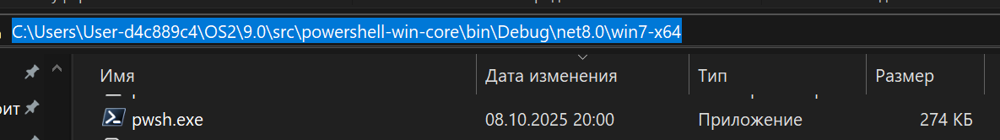 C:\Users\User-d4c889c4\OS2\9.0\src\powershell-win-core\bin\Debug\net8.0\win7-x64
Имя Дата изменения Тип Размер
рит
pwsh.exe 08.10.2025 20:00 Приложение 274 КБ